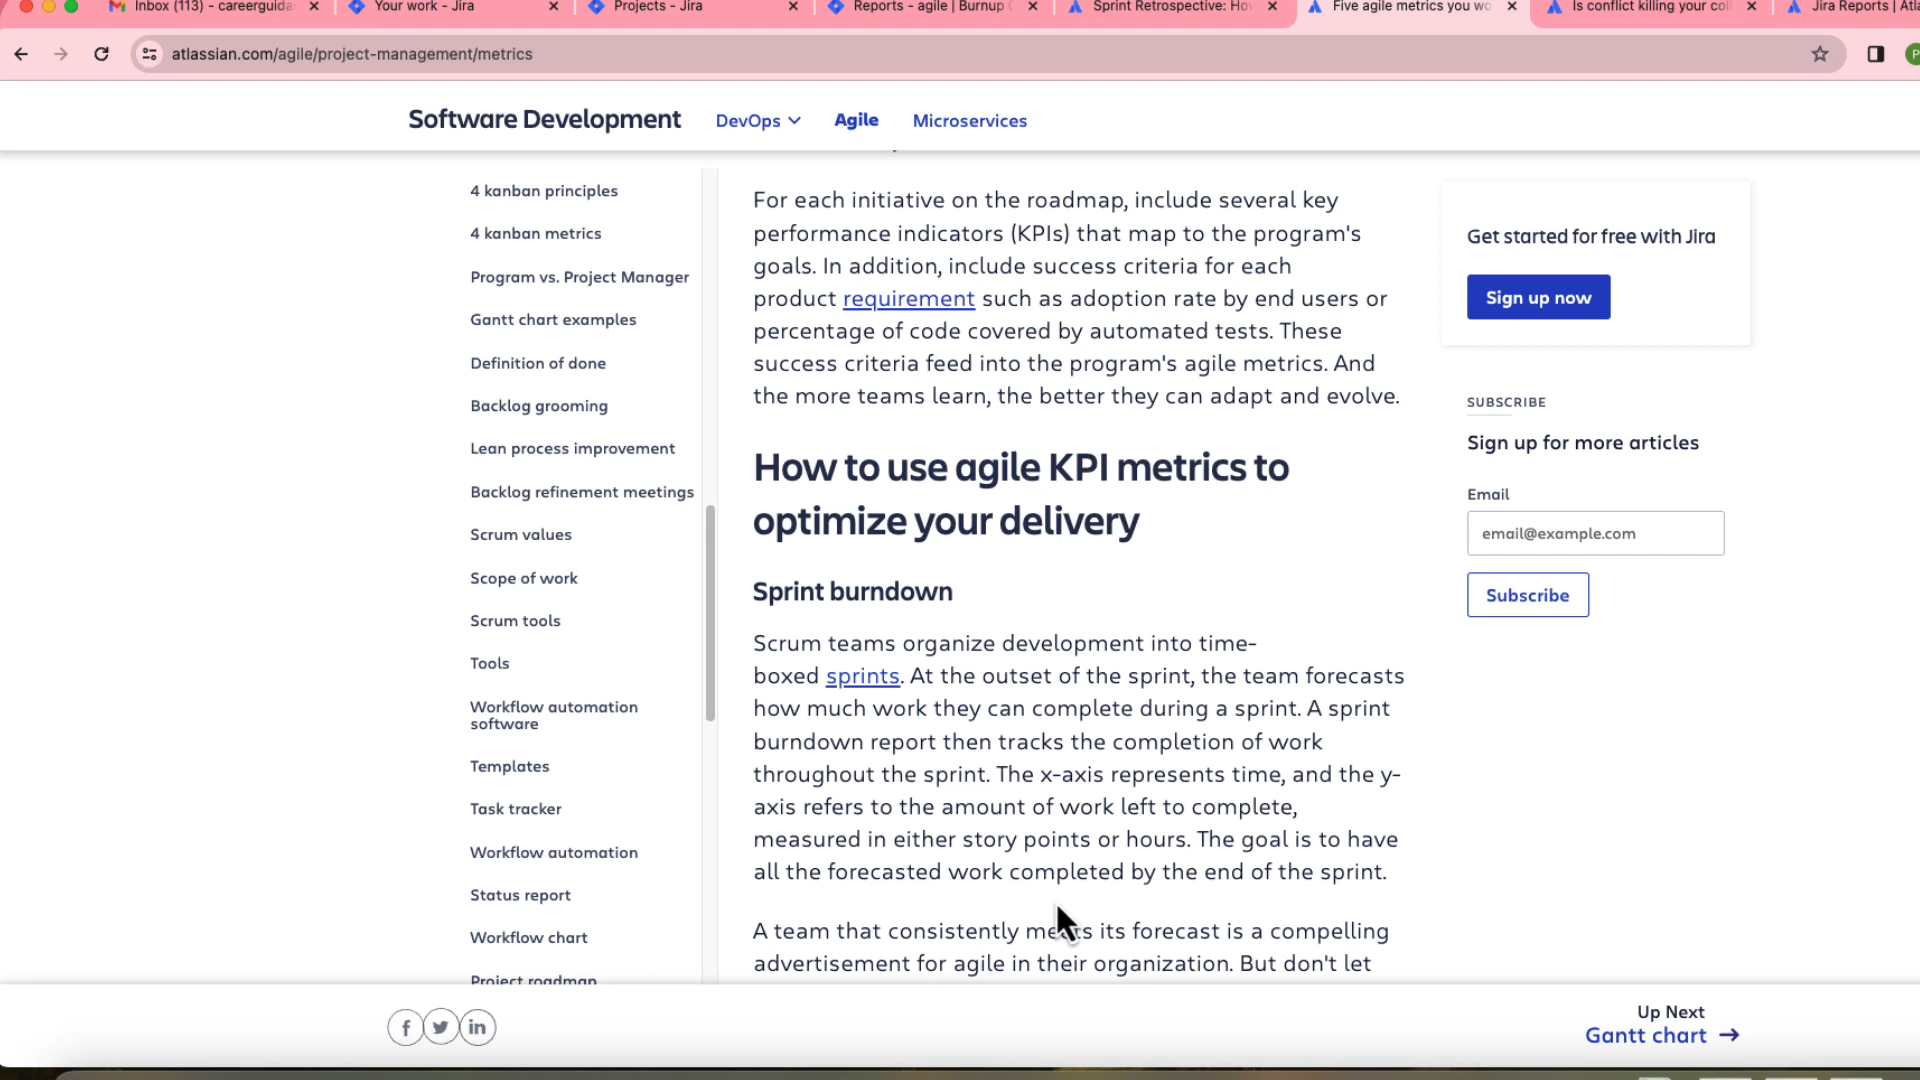 Inbox (113) - careerguida
Your work - Jira
Projects - Jira
Reports - agile | Burnup
Sprint Retrospective: Ho
Five agile metrics you wo
Is conflict killing your col
Jira Reports | Atla
atlassian.com/agile/project-management/metrics
P
Software Development
DevOps
Agile
Microservices
4 kanban principles
4 kanban metrics
Program vs. Project Manager
Gantt chart examples
Definition of done
Backlog grooming
Lean process improvement
Backlog refinement meetings
Scrum values
Scope of work
Scrum tools
Tools
Workflow automation
software
Templates
Task tracker
Workflow automation
Status report
Workflow chart
Project roadmap
For each initiative on the roadmap, include several key
performance indicators (KPIs) that map to the program's
goals. In addition, include success criteria for each
product requirement such as adoption rate by end users or
percentage of code covered by automated tests. These
success criteria feed into the program's agile metrics. And
the more teams learn, the better they can adapt and evolve.
How to use agile KPI metrics to
optimize your delivery
Sprint burndown
Scrum teams organize development into time-
boxed sprints. At the outset of the sprint, the team forecasts
how much work they can complete during a sprint. A sprint
burndown report then tracks the completion of work
throughout the sprint. The x-axis represents time, and the y-
axis refers to the amount of work left to complete,
measured in either story points or hours. The goal is to have
all the forecasted work completed by the end of the sprint.
A team that consistently meets its forecast is a compelling
advertisement for agile in their organization. But don't let
Get started for free with Jira
Sign up now
SUBSCRIBE
Sign up for more articles
Email
email@example.com
Subscribe
Up Next
Gantt chart →